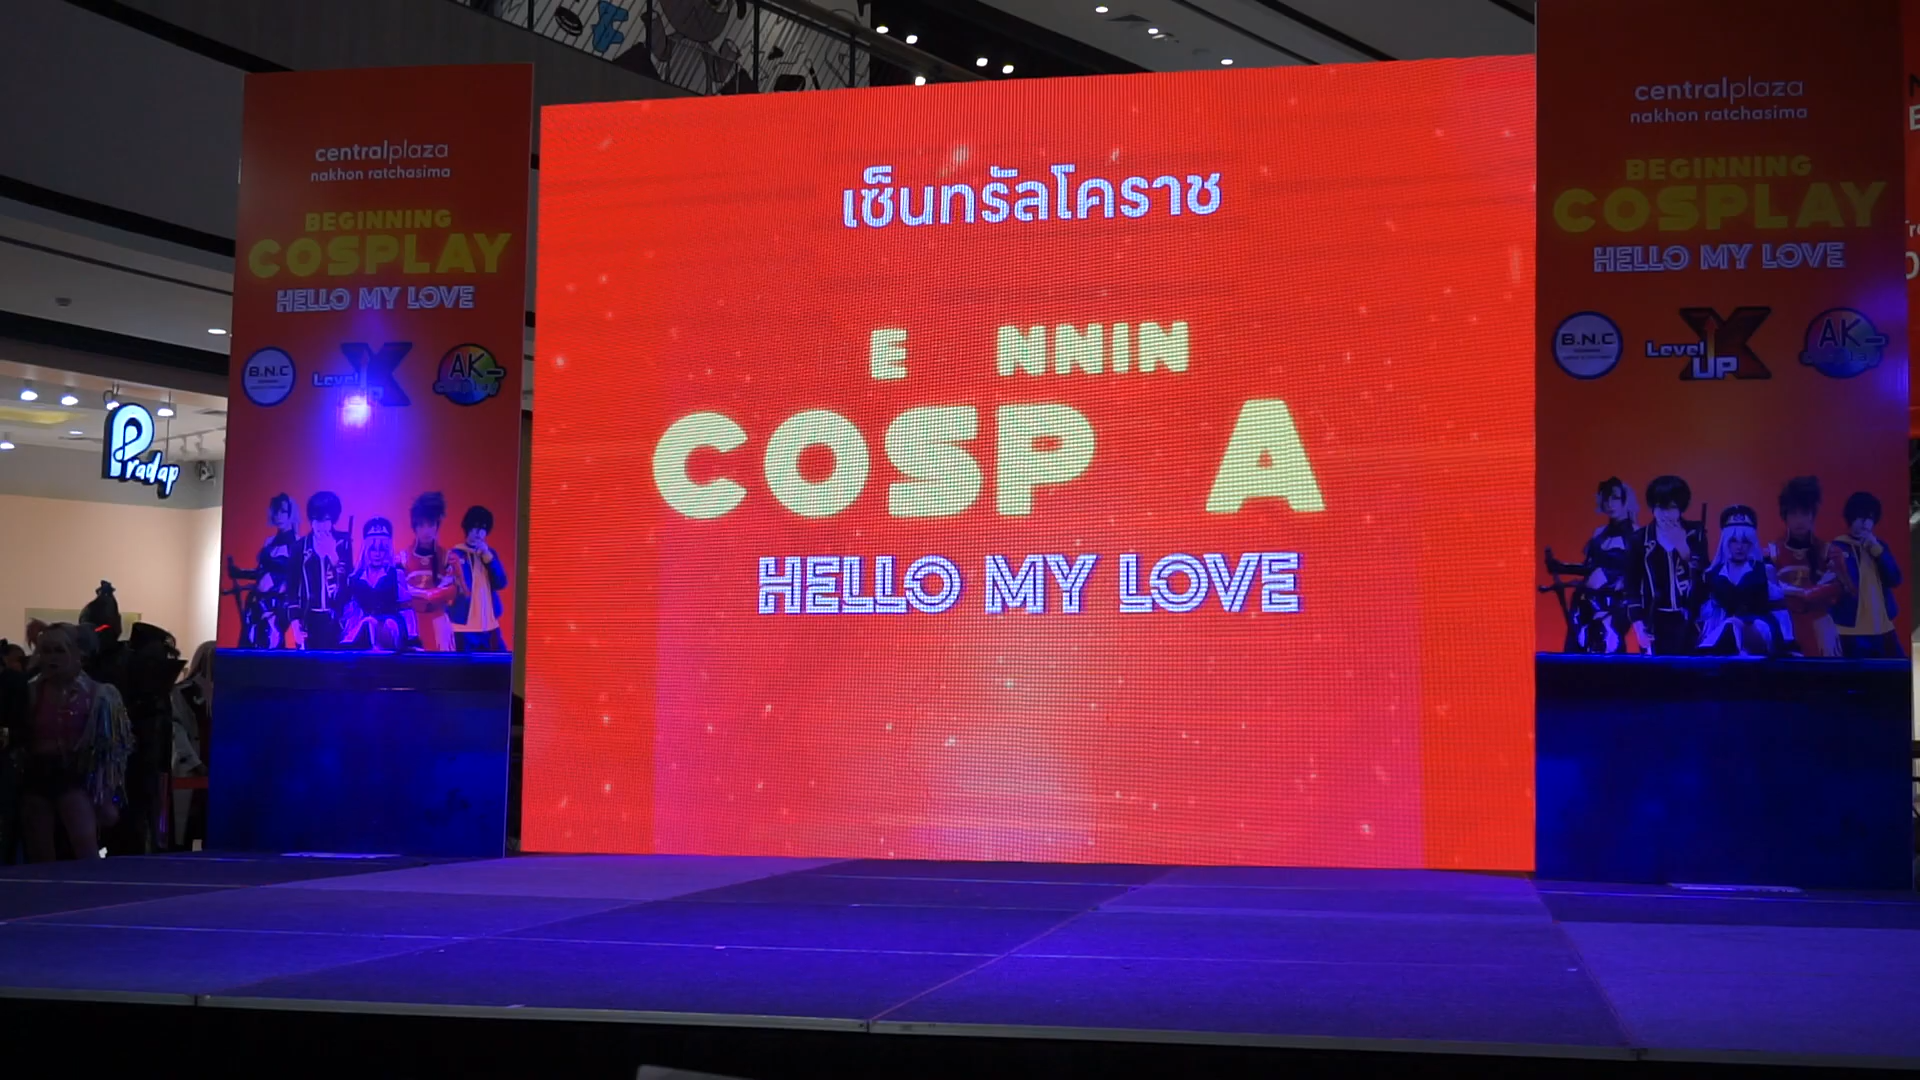 centralplaza
nakhon ratchasima
BEGINNING
COSPLAY
HELLO MY LOVE
B.N.C
Level UP
AK-
Pradap
เซ็นทรัลโคราช
E NNIN
COSP A
HELLO MY LOVE
centralplaza
nakhon ratchasima
BEGINNING
COSPLAY
HELLO MY LOVE
B.N.C
Level UP X
AK-